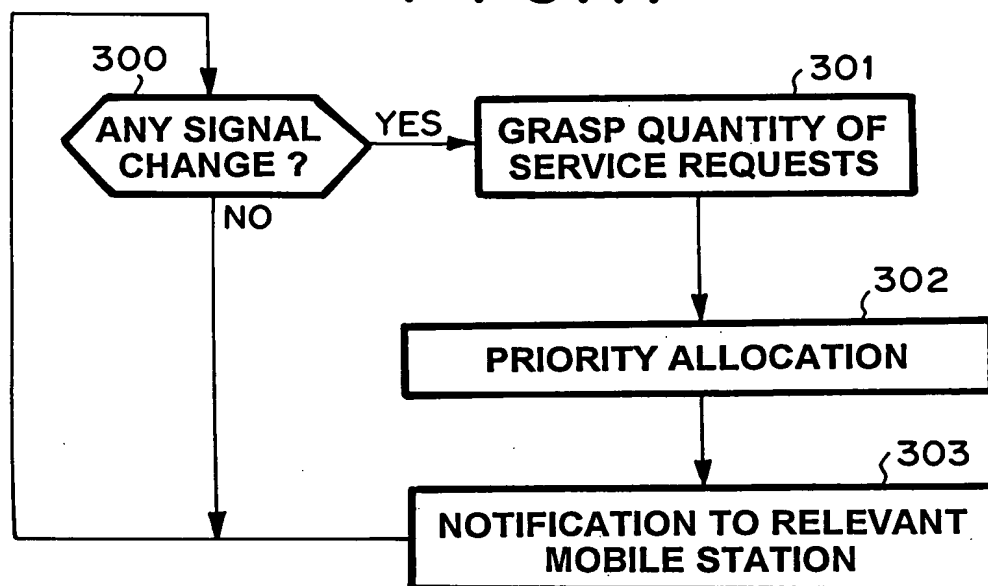 300
ANY SIGNAL
CHANGE ?
YES
NO
301
GRASP QUANTITY OF
SERVICE REQUESTS
302
PRIORITY ALLOCATION
303
NOTIFICATION TO RELEVANT
MOBILE STATION